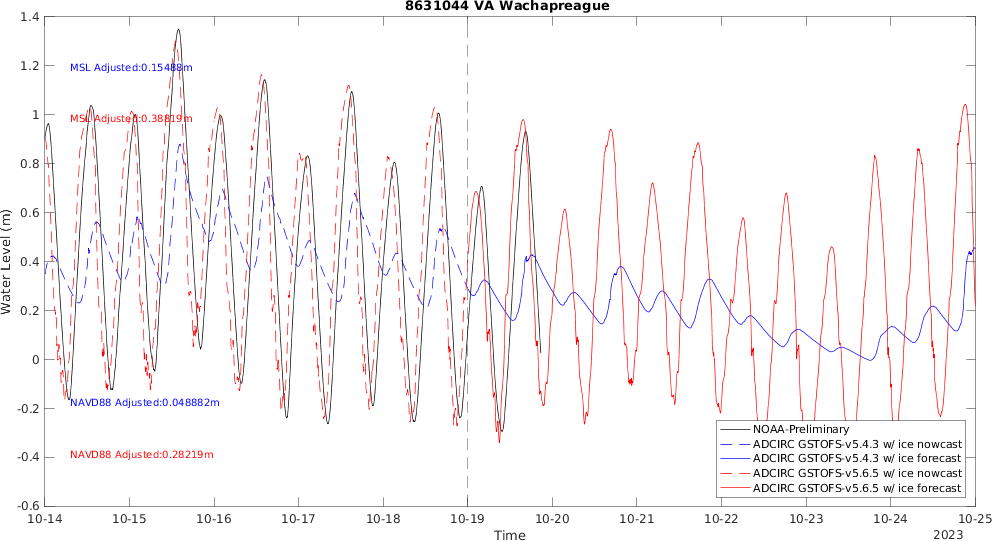 8631044 VA Wachapreague
1.4
1.2
1
0.8
0.6
0.4
0.2
0
-0.2
-0.4
-0.6
Water Level (m)
MSL Adjusted:0.15488m
MSL Adjusted:0.38819m
NAVD88 Adjusted:0.048882m
NAVD88 Adjusted:0.28219m
NOAA-Preliminary
ADCIRC GSTOFS-v5.4.3 w/ ice nowcast
ADCIRC GSTOFS-v5.4.3 w/ ice forecast
ADCIRC GSTOFS-v5.6.5 w/ ice nowcast
ADCIRC GSTOFS-v5.6.5 w/ ice forecast
10-14 10-15 10-16 10-17 10-18 10-19 10-20 10-21 10-22 10-23 10-24 10-25
Time
2023